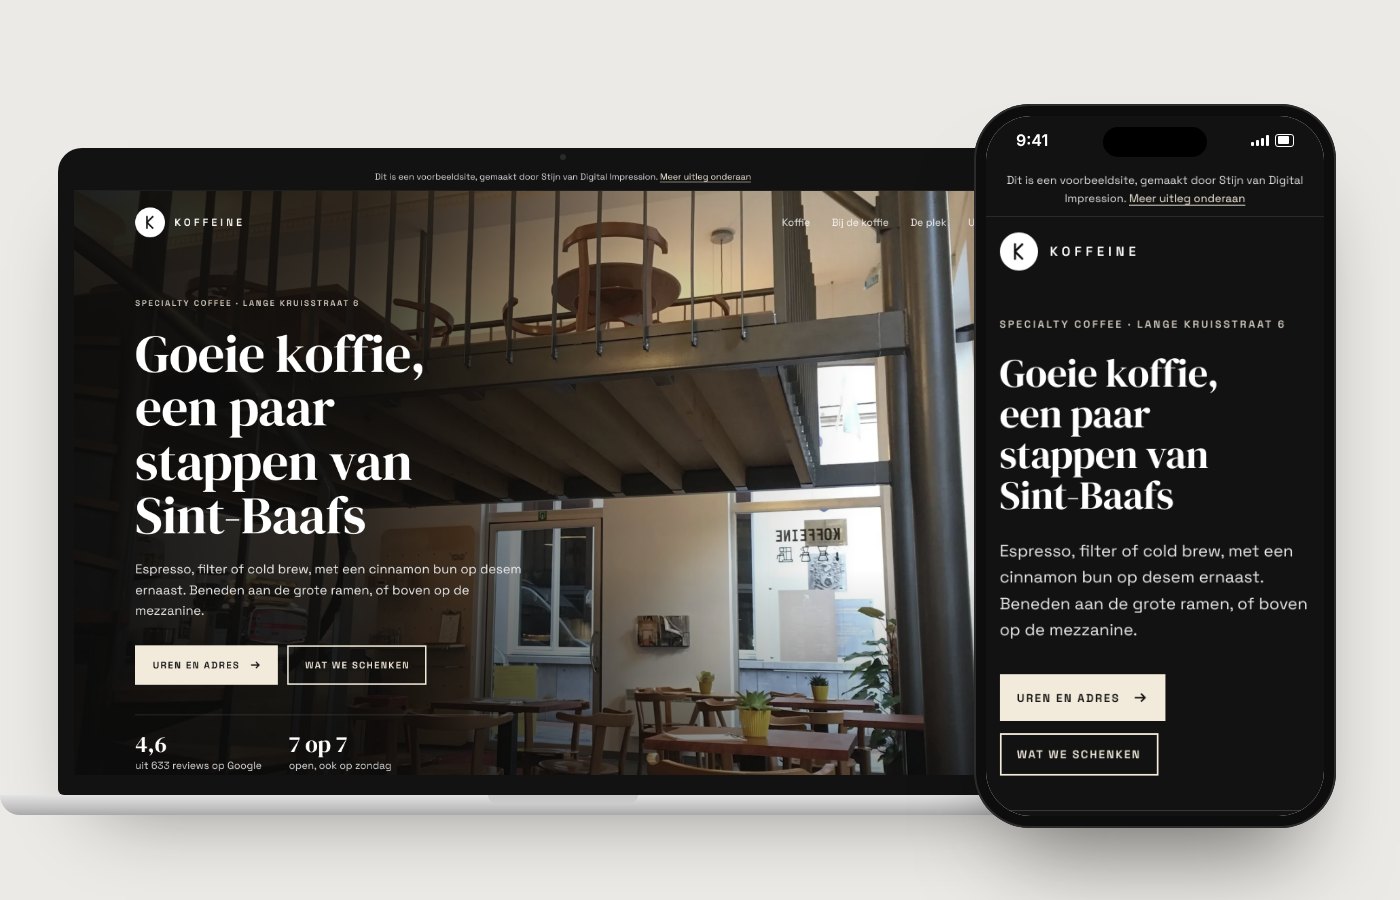 Dit is een voorbeeldsite, gemaakt door Stijn van Digital Impression. Meer uitleg onderaan
K KOFFEINE
Koffie Bij de koffie De plek U
SPECIALTY COFFEE · LANGE KRUISSTRAAT 6
Goeie koffie,
een paar
stappen van
Sint-Baafs
Espresso, filter of cold brew, met een cinnamon bun op desem
ernaast. Beneden aan de grote ramen, of boven op de
mezzanine.
UREN EN ADRES → WAT WE SCHENKEN
4,6 7 op 7
uit 633 reviews op Google open, ook op zondag
KOFFEINE
9:41
Dit is een voorbeeldsite, gemaakt door Stijn van Digital
Impression. Meer uitleg onderaan
K KOFFEINE
SPECIALTY COFFEE · LANGE KRUISSTRAAT 6
Goeie koffie,
een paar
stappen van
Sint-Baafs
Espresso, filter of cold brew, met een
cinnamon bun op desem ernaast.
Beneden aan de grote ramen, of boven
op de mezzanine.
UREN EN ADRES →
WAT WE SCHENKEN